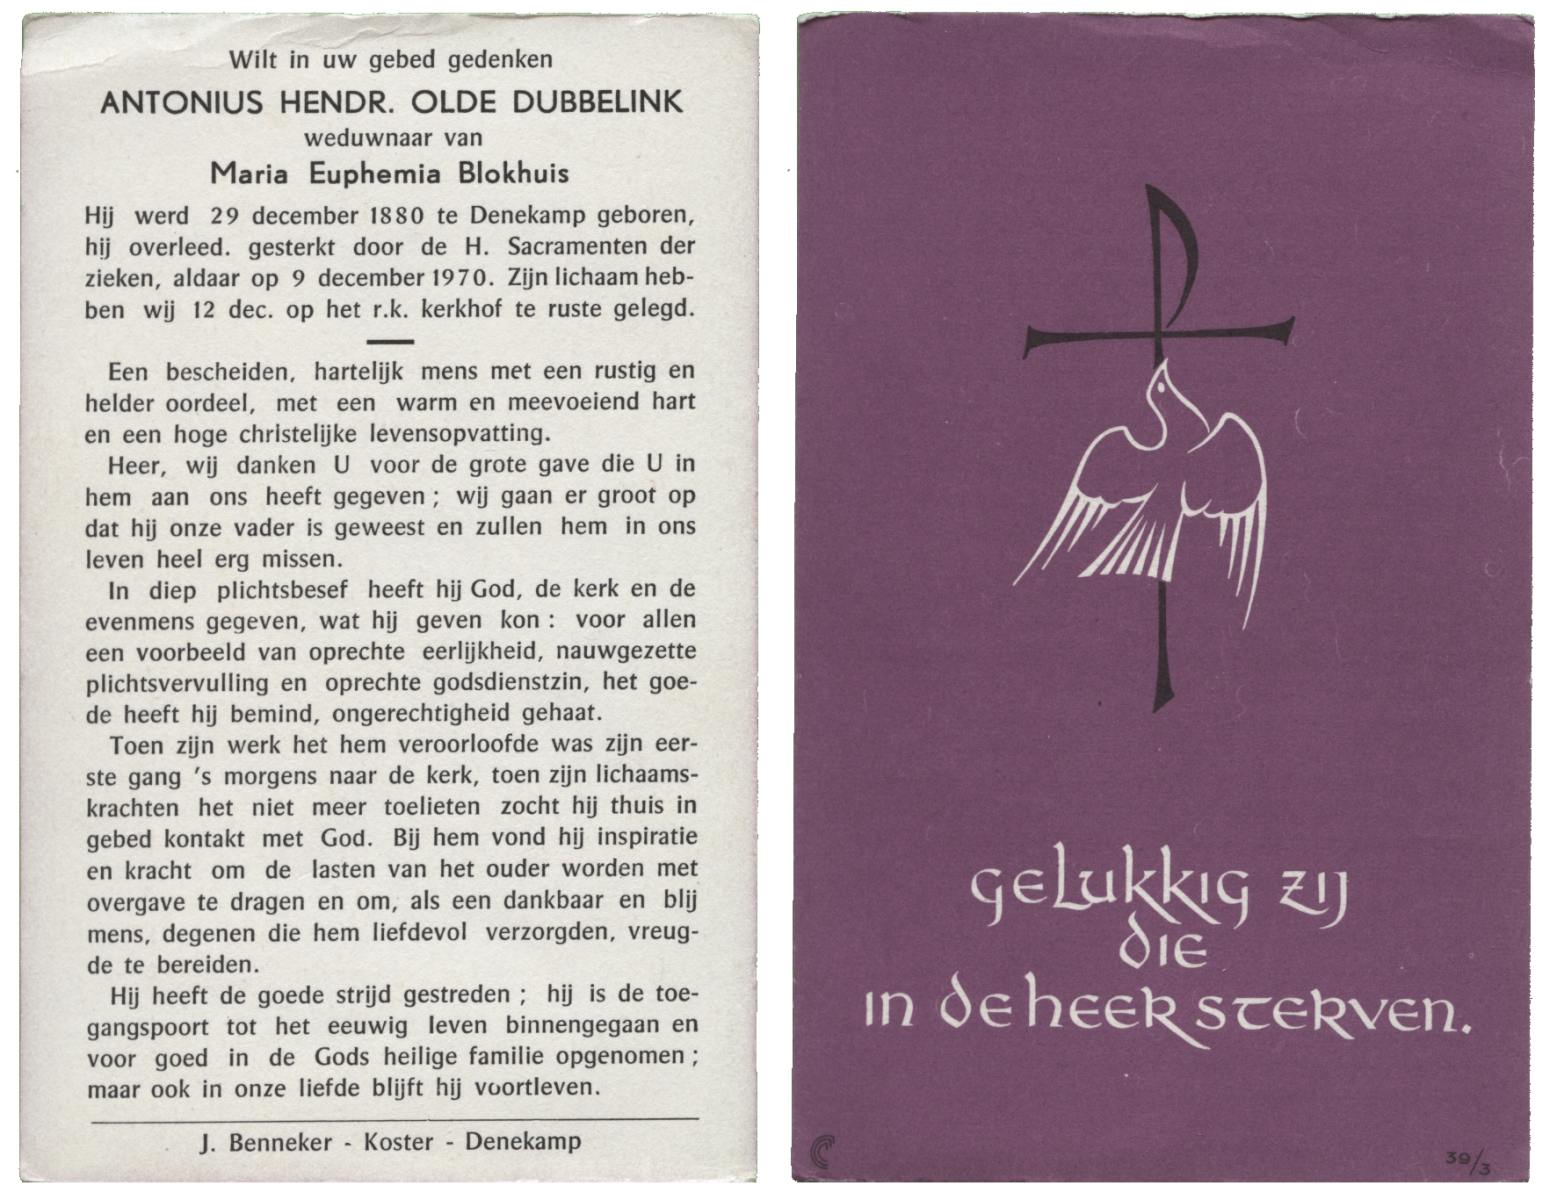 Wilt in uw gebed gedenken
ANTONIUS HENDR. OLDE DUBBELINK
weduwnaar van
Maria Euphemia Blokhuis
Hij werd 29 december 1880 te Denekamp geboren,
hij overleed. gesterkt door de H. Sacramenten der
zieken, aldaar op 9 december 1970. Zijn lichaam heb-
ben wij 12 dec. op het r.k. kerkhof te ruste gelegd.
Een bescheiden, hartelijk mens met een rustig en
helder oordeel, met een warm en meevoeiend hart
en een hoge christelijke levensopvatting.
Heer, wij danken U voor de grote gave die U in
hem aan ons heeft gegeven; wij gaan er groot op
dat hij onze vader is geweest en zullen hem in ons
leven heel erg missen.
In diep plichtsbesef heeft hij God, de kerk en de
evenmens gegeven, wat hij geven kon: voor allen
een voorbeeld van oprechte eerlijkheid, nauwgezette
plichtsvervulling en oprechte godsdienstzin, het goe-
de heeft hij bemind, ongerechtigheid gehaat.
Toen zijn werk het hem veroorloofde was zijn eer-
ste gang 's morgens naar de kerk, toen zijn lichaams-
krachten het niet meer toelieten zocht hij thuis in
gebed kontakt met God. Bij hem vond hij inspiratie
en kracht om de lasten van het ouder worden met
overgave te dragen en om, als een dankbaar en blij
mens, degenen die hem liefdevol verzorgden, vreug-
de te bereiden.
Hij heeft de goede strijd gestreden; hij is de toe-
gangspoort tot het eeuwig leven binnengegaan en
voor goed in de Gods heilige familie opgenomen;
maar ook in onze liefde blijft hij voortleven.
J. Benneker - Koster - Denekamp
Gelukkig zij
die
in de heer sterven.
39/3